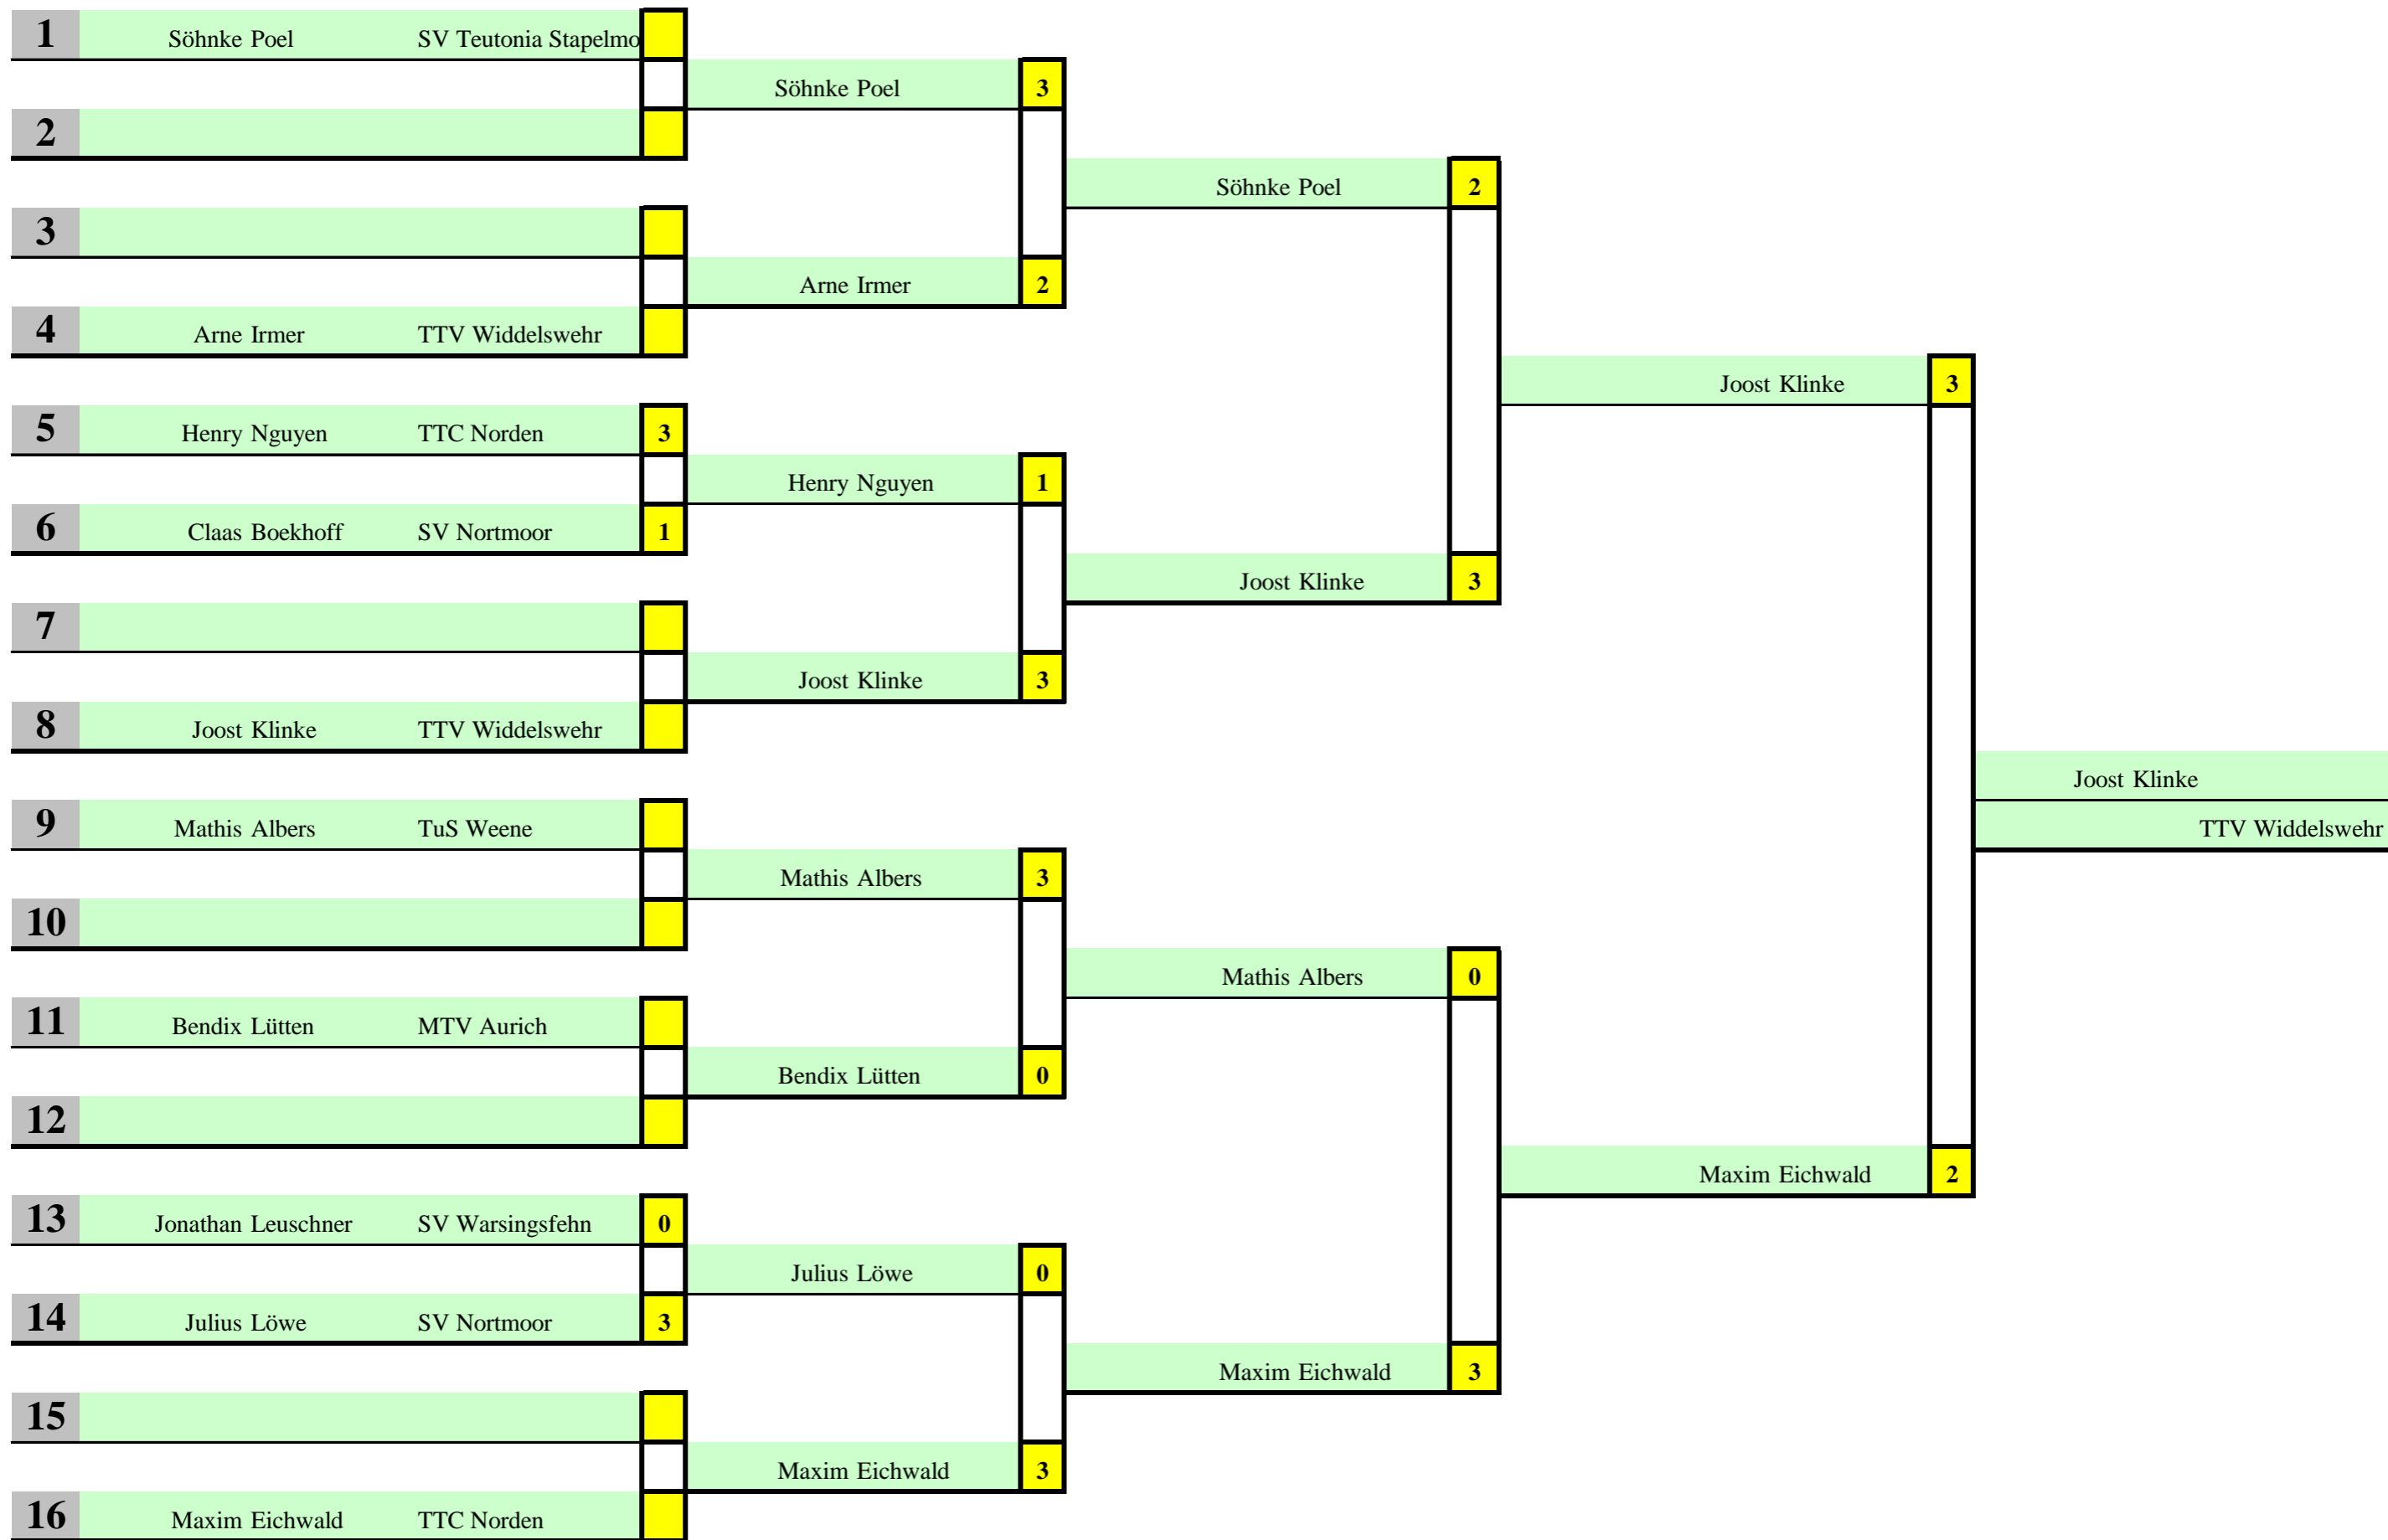 1 Söhnke Poel SV Teutonia Stapelmo
Söhnke Poel 3
2
Söhnke Poel 2
3
Arne Irmer 2
4 Arne Irmer TTV Widdelswehr
Joost Klinke 3
5 Henry Nguyen TTC Norden 3
Henry Nguyen 1
6 Claas Boekhoff SV Nortmoor 1
Joost Klinke 3
7
Joost Klinke 3
8 Joost Klinke TTV Widdelswehr
Joost Klinke
9 Mathis Albers TuS Weene
TTV Widdelswehr
Mathis Albers 3
10
Mathis Albers 0
11 Bendix Lütten MTV Aurich
Bendix Lütten 0
12
Maxim Eichwald 2
13 Jonathan Leuschner SV Warsingsfehn 0
Julius Löwe 0
14 Julius Löwe SV Nortmoor 3
Maxim Eichwald 3
15
Maxim Eichwald 3
16 Maxim Eichwald TTC Norden